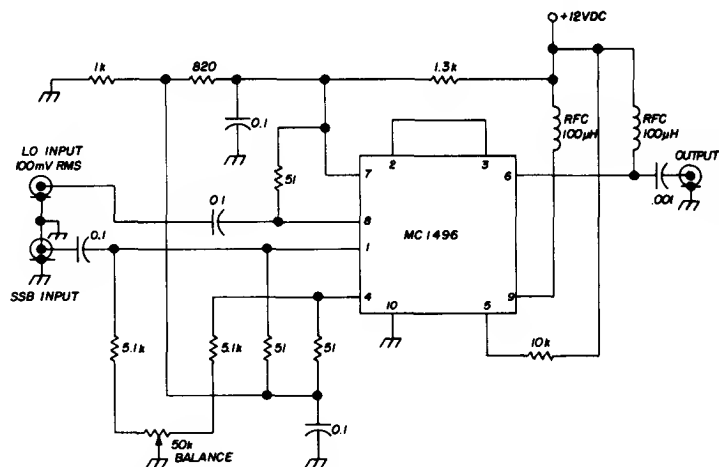 +12VDC
1k
820
1.3k
0.1
RFC
100µH
RFC
100µH
LO INPUT
100mV RMS
51
2
3
7
6
OUTPUT
.001
0.1
8
MC1496
0.1
1
SSB INPUT
4
10
5
9
5.1k
5.1k
51
51
10k
0.1
50k
BALANCE